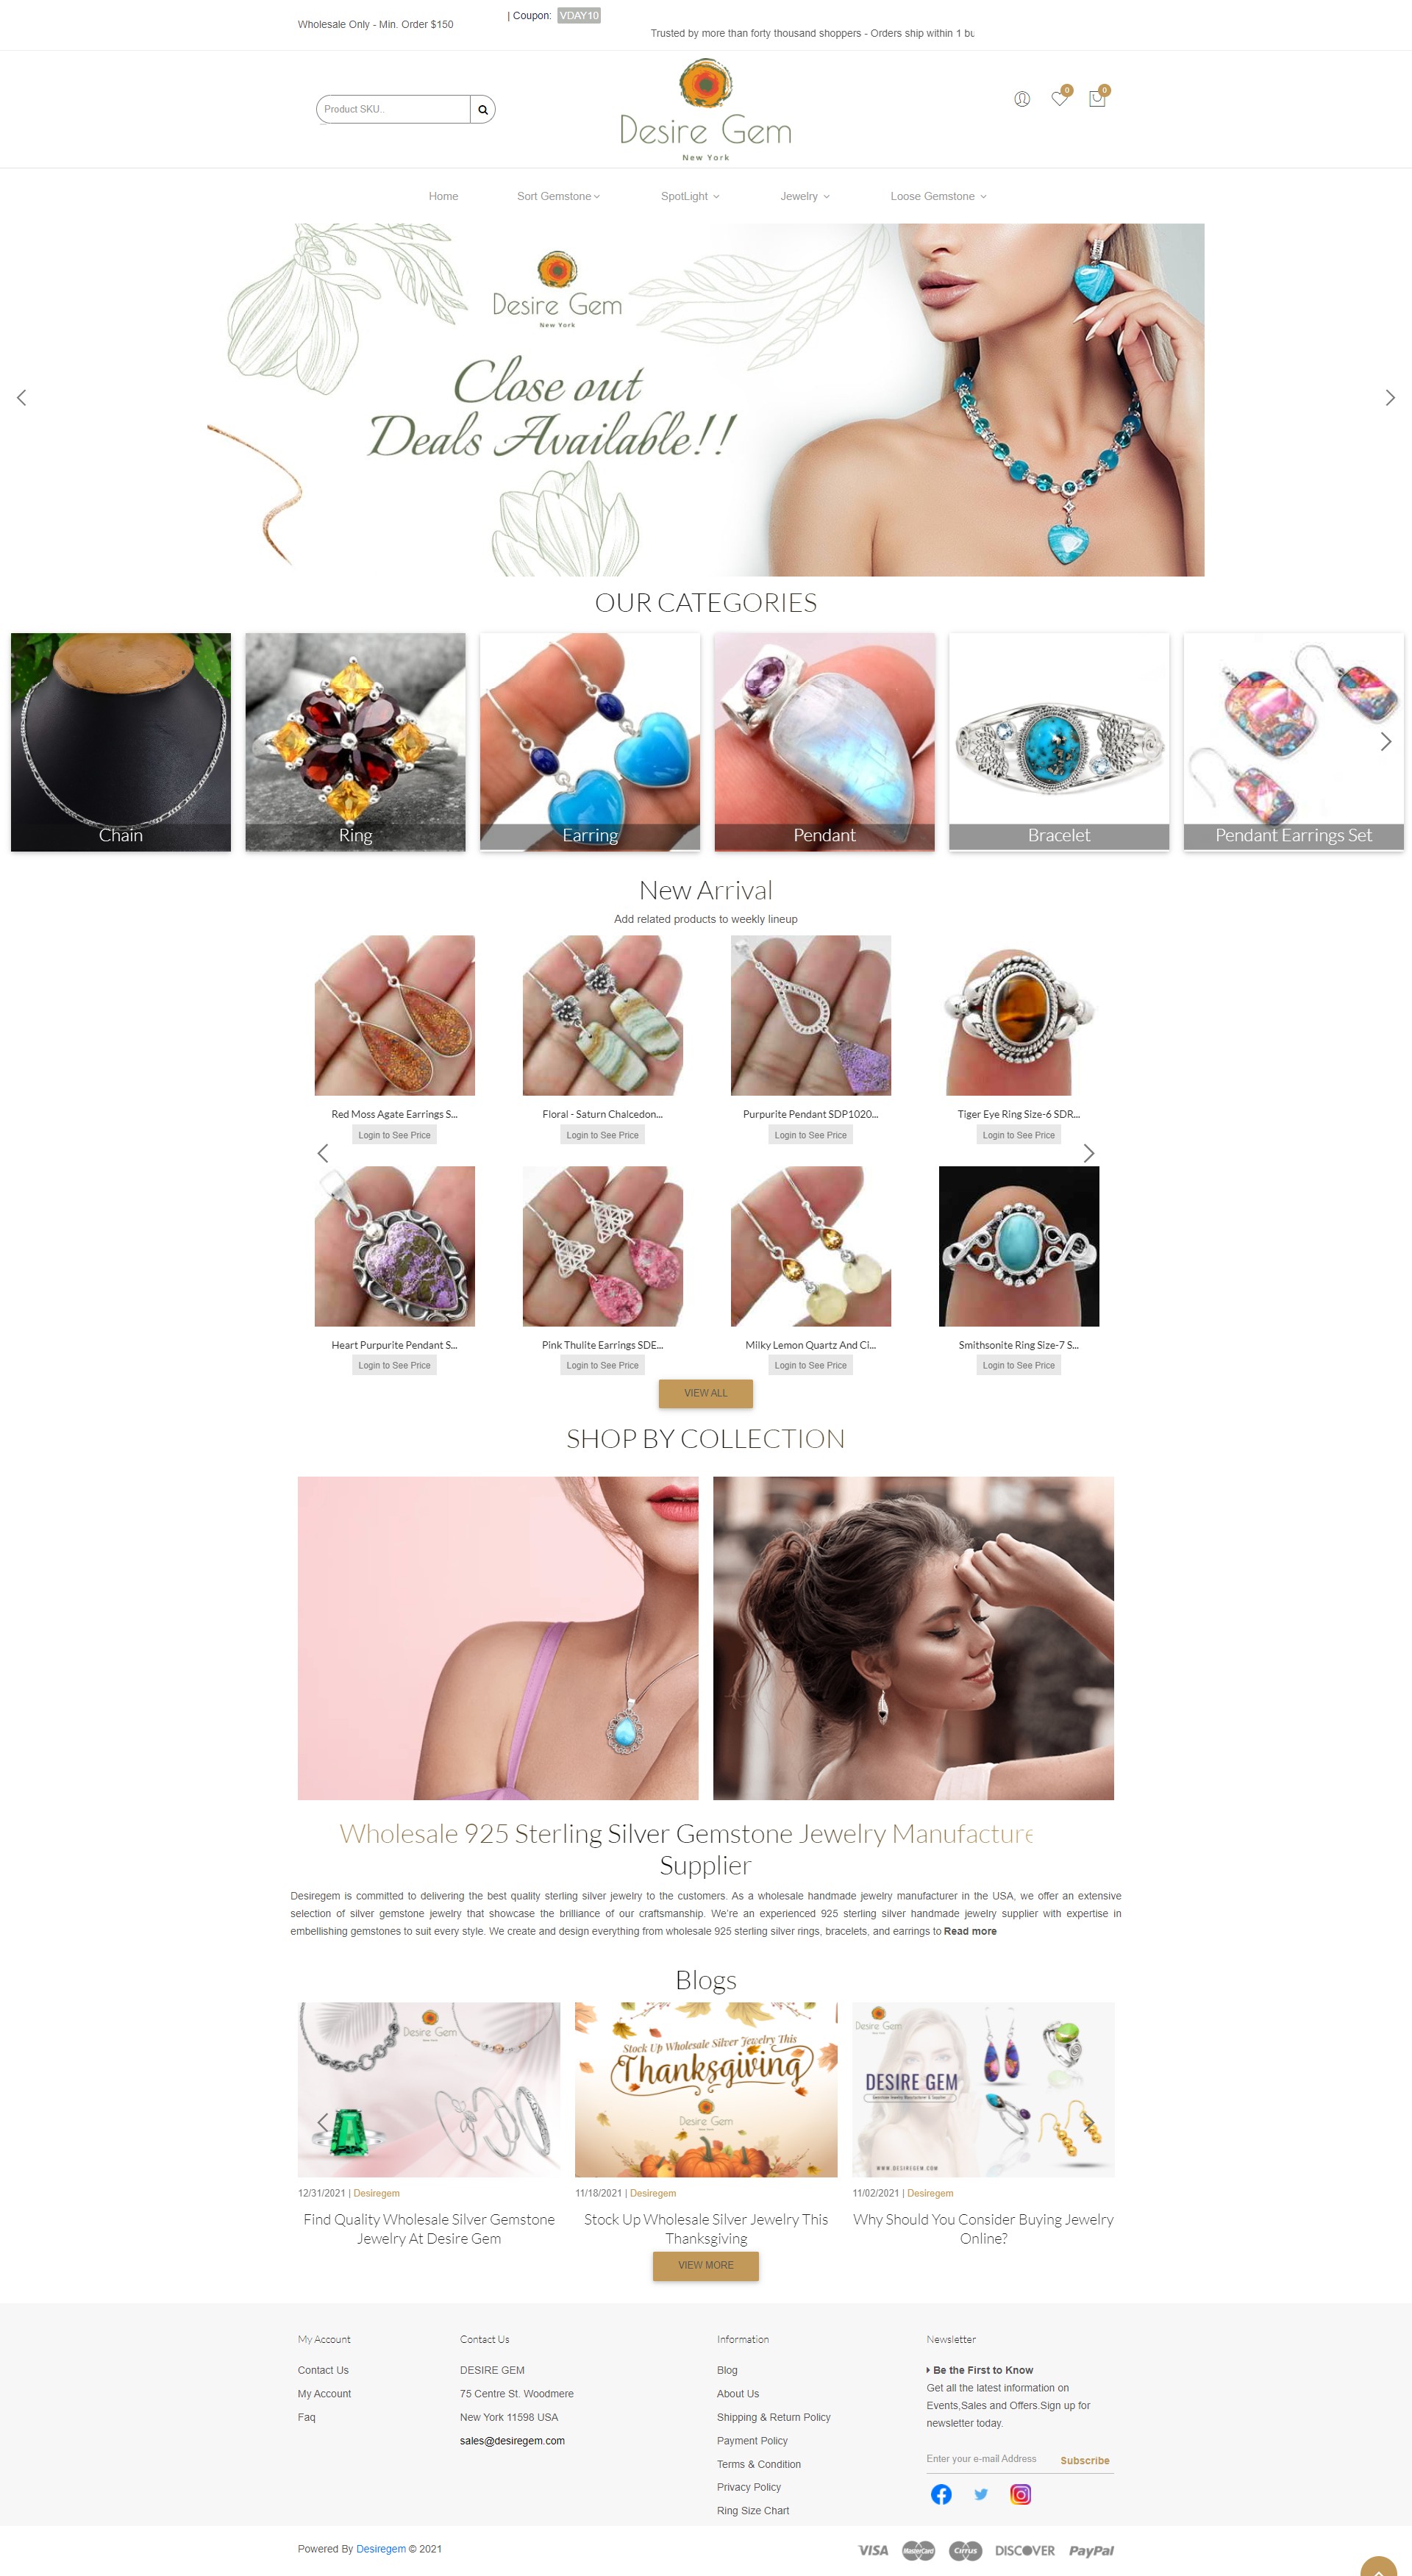 Wholesale Only - Min. Order $150
| Coupon: VDAY10
Trusted by more than forty thousand shoppers - Orders ship within 1
Product SKU..
0
0
Desire Gem
New York
Home
Sort Gemstone
SpotLight
Jewelry
Loose Gemstone
Desire Gem
New York
Close out
Deals Available!!
OUR CATEGORIES
Chain
Ring
Earring
Pendant
Bracelet
Pendant Earrings Set
New Arrival
Add related products to weekly lineup
Red Moss Agate Earrings S...
Floral - Saturn Chalcedon...
Purpurite Pendant SDP1020...
Tiger Eye Ring Size-6 SDR...
Login to See Price
Login to See Price
Login to See Price
Login to See Price
Heart Purpurite Pendant S...
Pink Thulite Earrings SDE...
Milky Lemon Quartz And Ci...
Smithsonite Ring Size-7 S...
Login to See Price
Login to See Price
Login to See Price
Login to See Price
VIEW ALL
SHOP BY COLLECTION
Wholesale 925 Sterling Silver Gemstone Jewelry Manufacture
Supplier
Desiregem is committed to delivering the best quality sterling silver jewelry to the customers. As a wholesale handmade jewelry manufacturer in the USA, we offer an extensive
selection of silver gemstone jewelry that showcase the brilliance of our craftsmanship. We're an experienced 925 sterling silver handmade jewelry supplier with expertise in
embellishing gemstones to suit every style. We create and design everything from wholesale 925 sterling silver rings, bracelets, and earrings to Read more
Blogs
Desire Gem
Stock Up Wholesale Silver Jewelry This
Thanksgiving
Desire Gem
Desire Gem
DESIRE GEM
WWW.DESIREGEM.COM
12/31/2021 | Desiregem
11/18/2021 | Desiregem
11/02/2021 | Desiregem
Find Quality Wholesale Silver Gemstone
Jewelry At Desire Gem
Stock Up Wholesale Silver Jewelry This
Thanksgiving
Why Should You Consider Buying Jewelry
Online?
VIEW MORE
My Account
Contact Us
My Account
Faq
Contact Us
DESIRE GEM
75 Centre St. Woodmere
New York 11598 USA
sales@desiregem.com
Information
Blog
About Us
Shipping & Return Policy
Payment Policy
Terms & Condition
Privacy Policy
Ring Size Chart
Newsletter
Be the First to Know
Get all the latest information on
Events,Sales and Offers.Sign up for
newsletter today.
Enter your e-mail Address
Subscribe
Powered By Desiregem © 2021
VISA
MasterCard
Cirrus
DISCOVER
PayPal